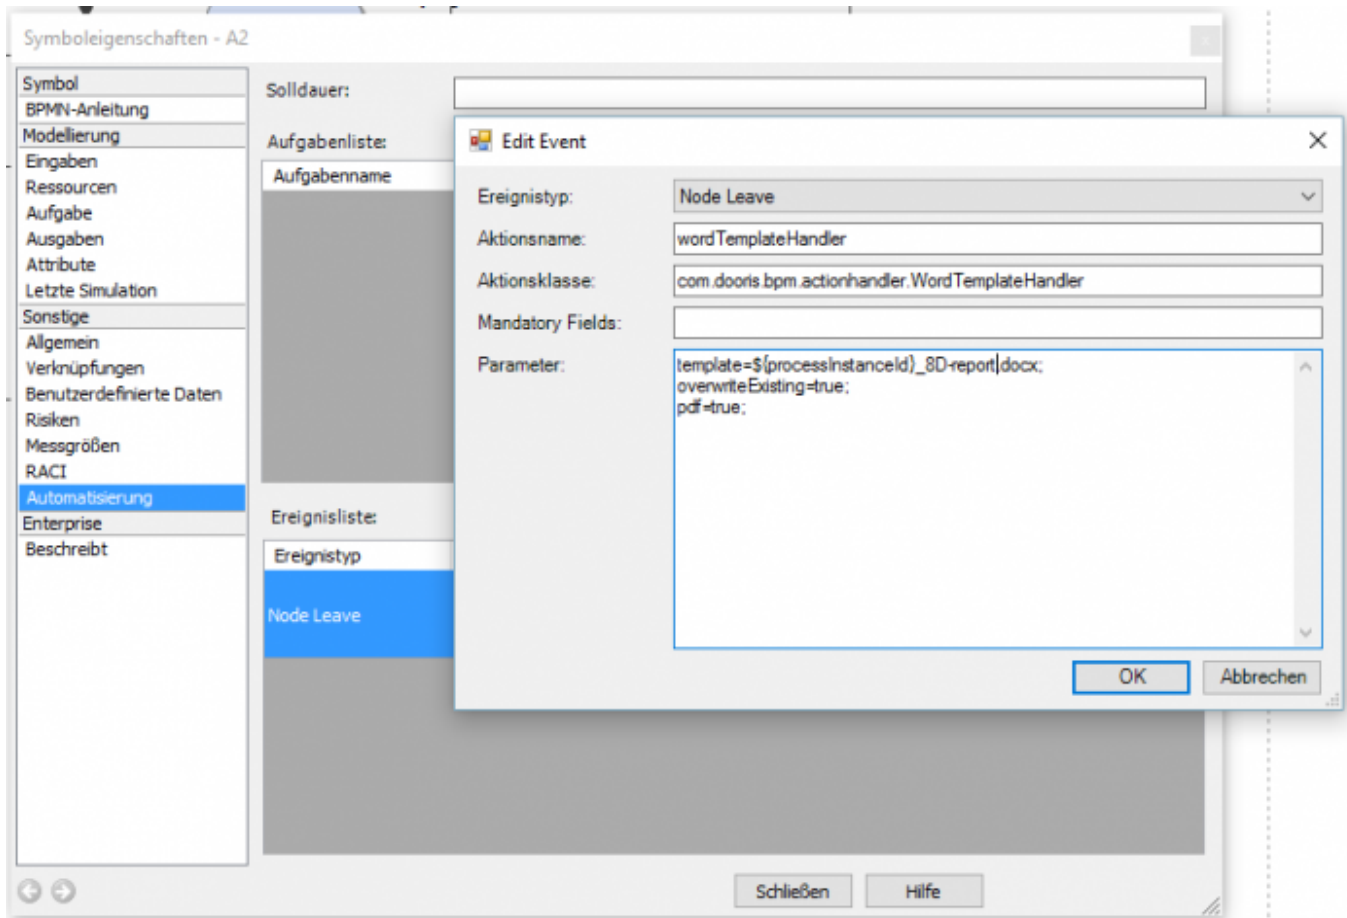 Symboleigenschaften - A2
Symbol
BPMN-Anleitung
Modellierung
Eingaben
Ressourcen
Aufgabe
Ausgaben
Attribute
Letzte Simulation
Sonstige
Allgemein
Verknüpfungen
Benutzerdefinierte Daten
Risiken
Messgrößen
RACI
Automatisierung
Enterprise
Beschreibt
Solldauer:
Aufgabenliste:
Aufgabenname
Ereignisliste:
Ereignistyp
Node Leave
Edit Event
Ereignistyp:
Node Leave
Aktionsname:
wordTemplateHandler
Aktionsklasse:
com.dooris.bpm.actionhandler.WordTemplateHandler
Mandatory Fields:
Parameter:
template=${processInstanceId}_8D-report.docx;
overwriteExisting=true;
pdf=true;
OK
Abbrechen
Schließen
Hilfe